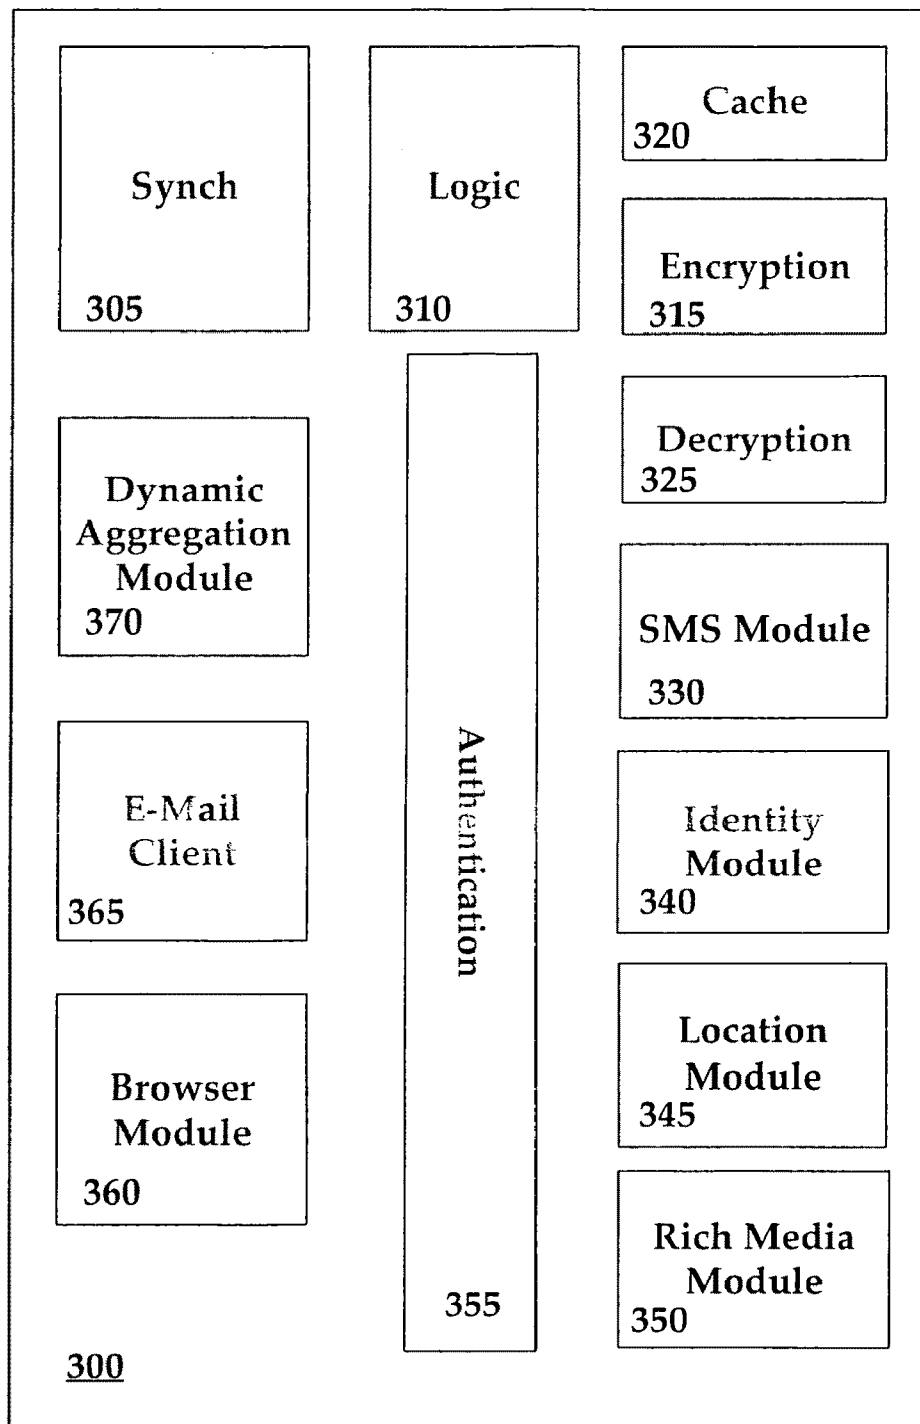 Synch
305
Logic
310
Cache
320
Encryption
315
Decryption
325
Dynamic
Aggregation
Module
370
SMS Module
330
Authentication
355
E-Mail
Client
365
Identity
Module
340
Browser
Module
360
Location
Module
345
Rich Media
Module
350
300